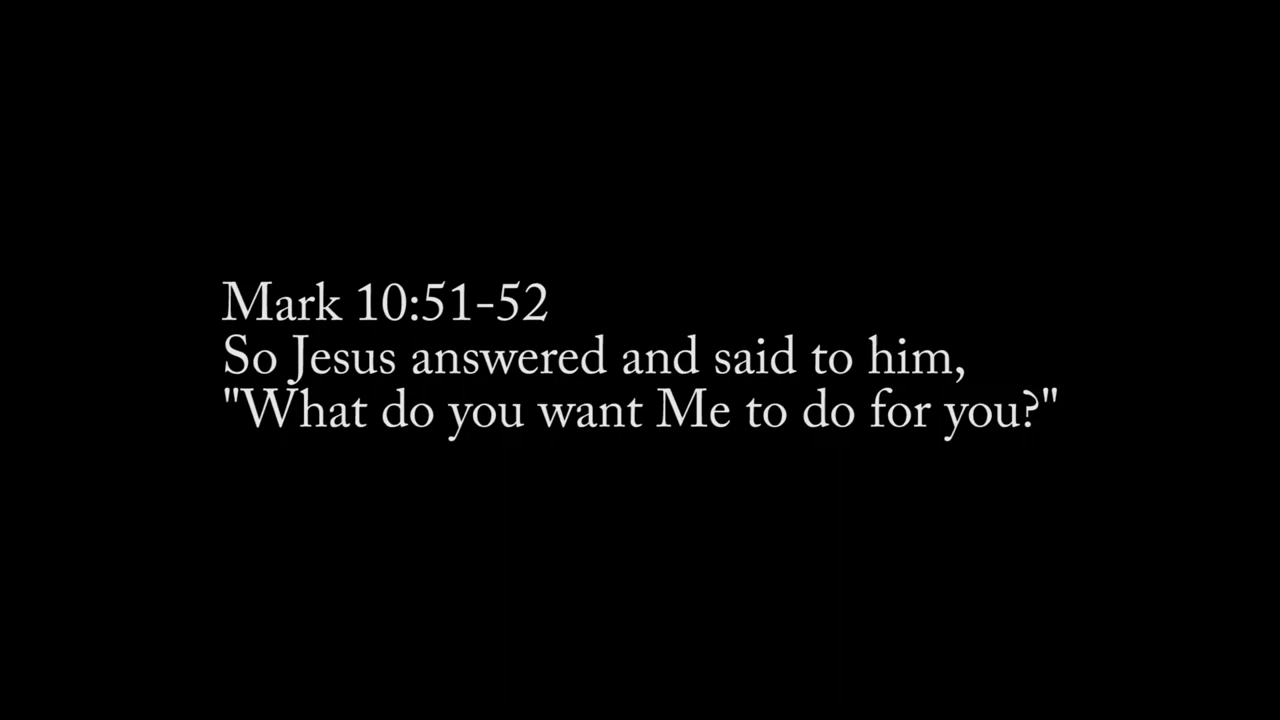 Mark 10:51-52
So Jesus answered and said to him,
"What do you want Me to do for you?"